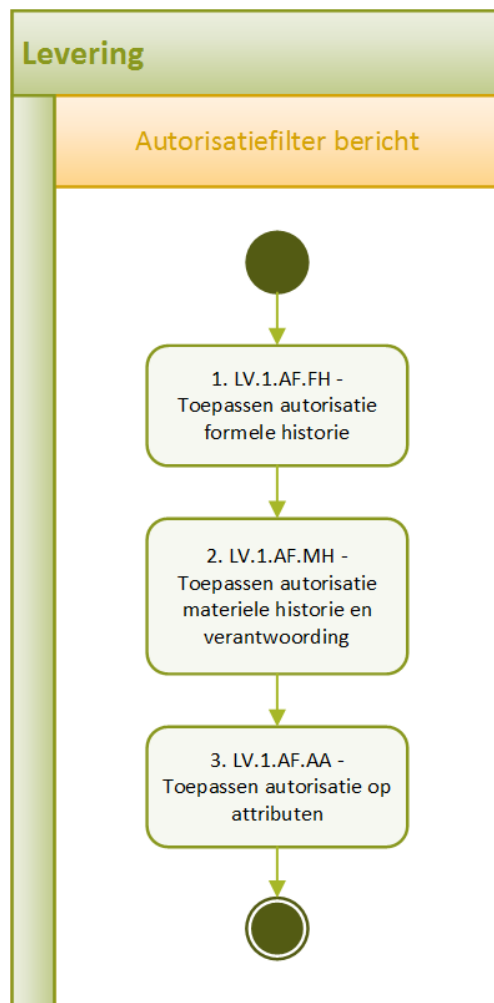 Levering
Autorisatiefilter bericht
1. LV.1.AF.FH -
Toepassen autorisatie
formele historie
2. LV.1.AF.MH -
Toepassen autorisatie
materiele historie en
verantwoording
3. LV.1.AF.AA -
Toepassen autorisatie op
attributen